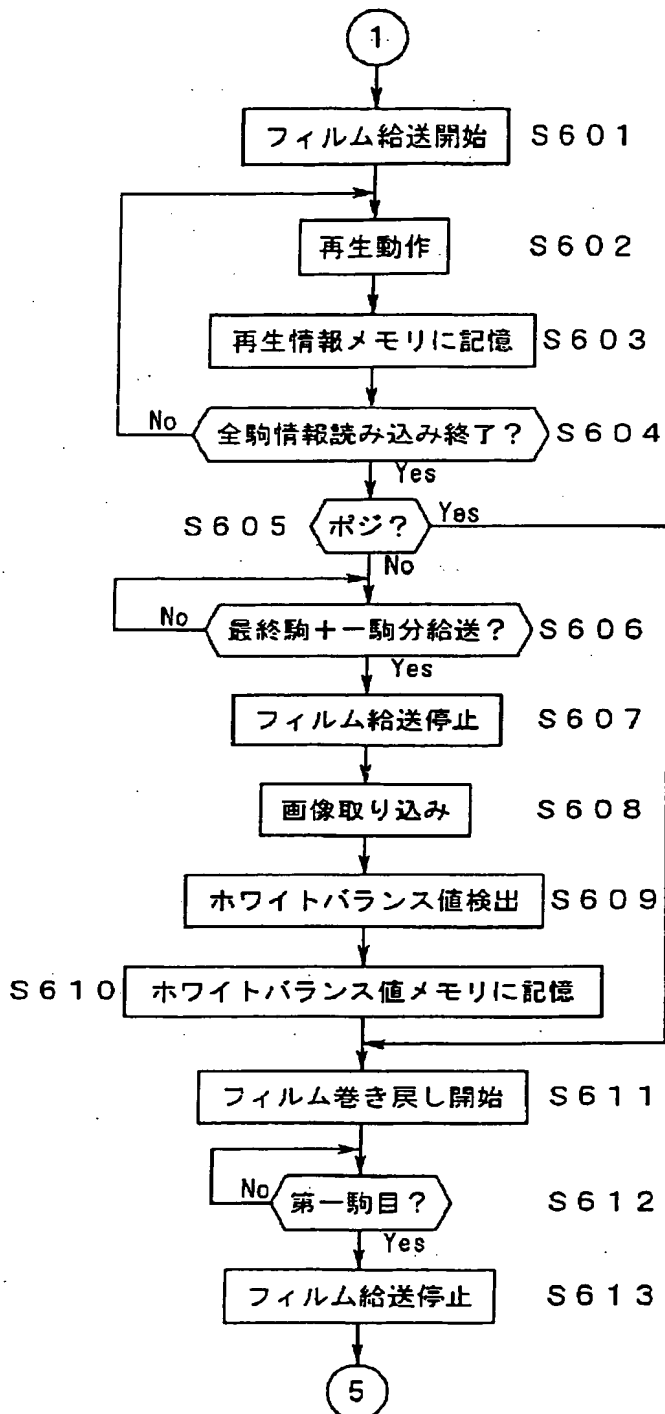 1
フィルム給送開始 S601
再生動作 S602
再生情報メモリに記憶 S603
No 全駒情報読み込み終了? S604
Yes
S605 ポジ? Yes
No
No 最終駒+一駒分給送? S606
Yes
フィルム給送停止 S607
画像取り込み S608
ホワイトバランス値検出 S609
S610 ホワイトバランス値メモリに記憶
フィルム巻き戻し開始 S611
No 第一駒目? S612
Yes
フィルム給送停止 S613
5